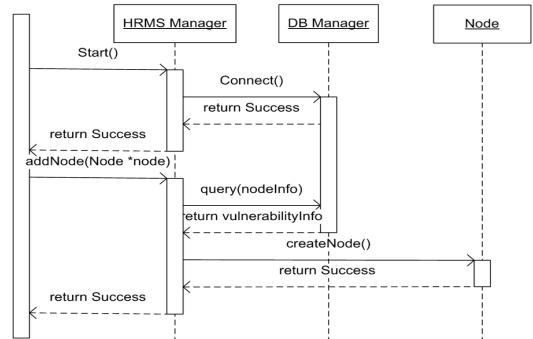 HRMS Manager
DB Manager
Node
Start()
Connect()
return Success
return Success
addNode(Node *node)
query(nodeInfo)
return vulnerabilityInfo
createNode()
return Success
return Success